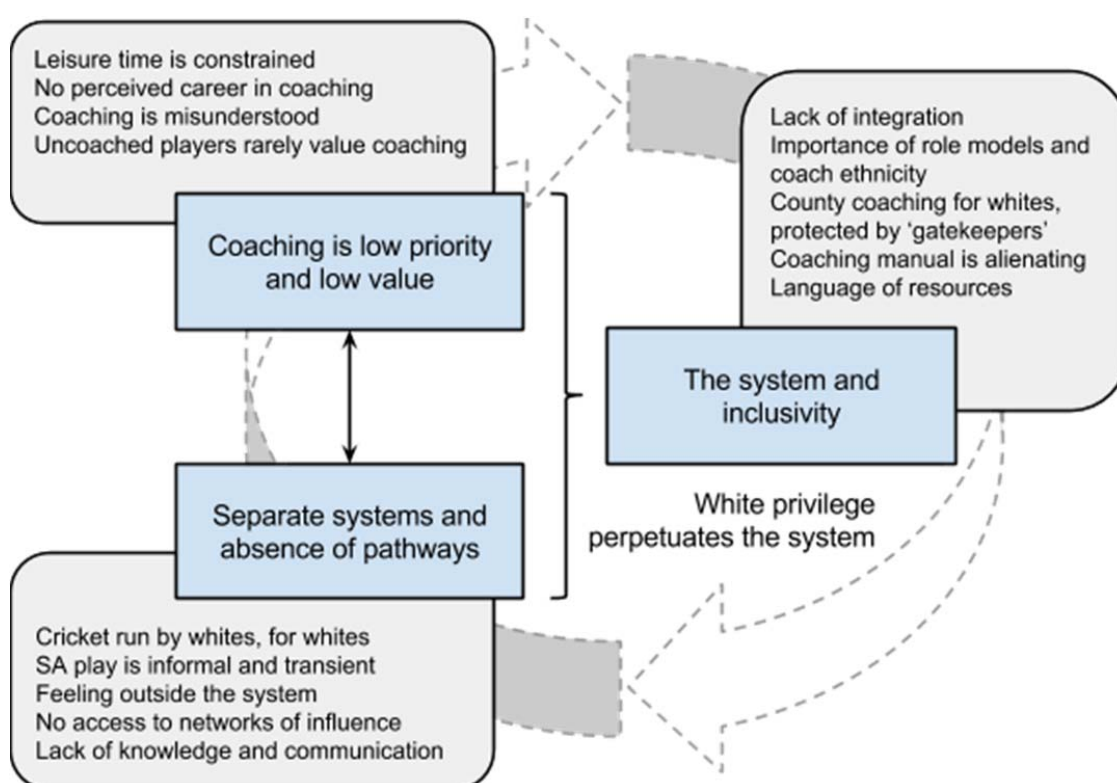 Leisure time is constrained
No perceived career in coaching
Coaching is misunderstood
Uncoached players rarely value coaching
Coaching is low priority
and low value
Lack of integration
Importance of role models and
coach ethnicity
County coaching for whites,
protected by ‘gatekeepers’
Coaching manual is alienating
Language of resources
The system and
inclusivity
White privilege
perpetuates the system
Separate systems and
absence of pathways
Cricket run by whites, for whites
SA play is informal and transient
Feeling outside the system
No access to networks of influence
Lack of knowledge and communication